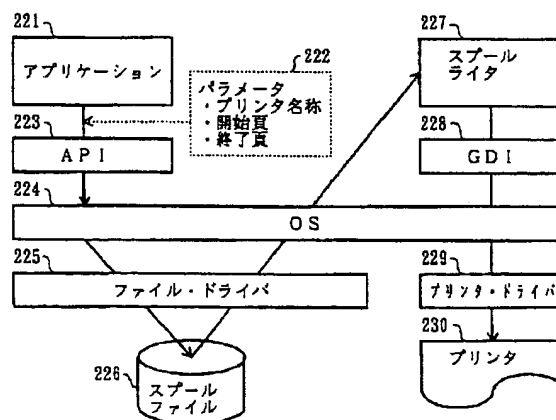 221
アプリケーション
222
パラメータ
・プリンタ名称
・開始頁
・終了頁
223
API
224
OS
225
ファイル・ドライバ
226
スプール
ファイル
227
スプール
ライタ
228
GDI
229
プリンタ・ドライバ
230
プリンタ